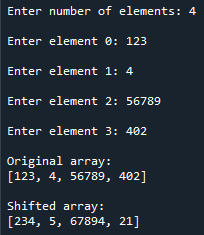 Enter number of elements: 4
Enter element 0: 123
Enter element 1: 4
Enter element 2: 56789
Enter element 3: 402
Original array:
[123, 4, 56789, 402]
Shifted array:
[234, 5, 67894, 21]